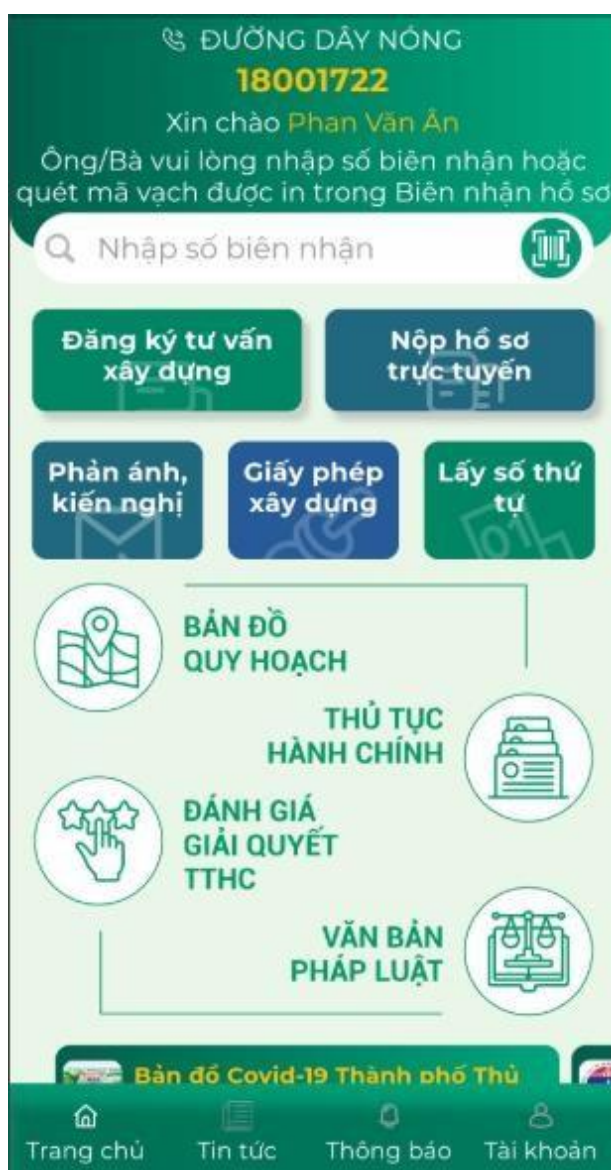 ĐƯỜNG DÂY NÓNG
18001722
Xin chào Phan Văn Ân
Ông/Bà vui lòng nhập số biên nhận hoặc
quét mã vạch được in trong Biên nhận hồ sơ
Nhập số biên nhận
Đăng ký tư vấn
xây dựng
Nộp hồ sơ
trực tuyến
Phản ánh,
kiến nghị
Giấy phép
xây dựng
Lấy số thứ
tự
01
BẢN ĐỒ
QUY HOẠCH
THỦ TỤC
HÀNH CHÍNH
ĐÁNH GIÁ
GIẢI QUYẾT
TTHC
VĂN BẢN
PHÁP LUẬT
Bản đồ Covid-19 Thành phố Thủ
Trang chủ
Tin tức
Thông báo
Tài khoản